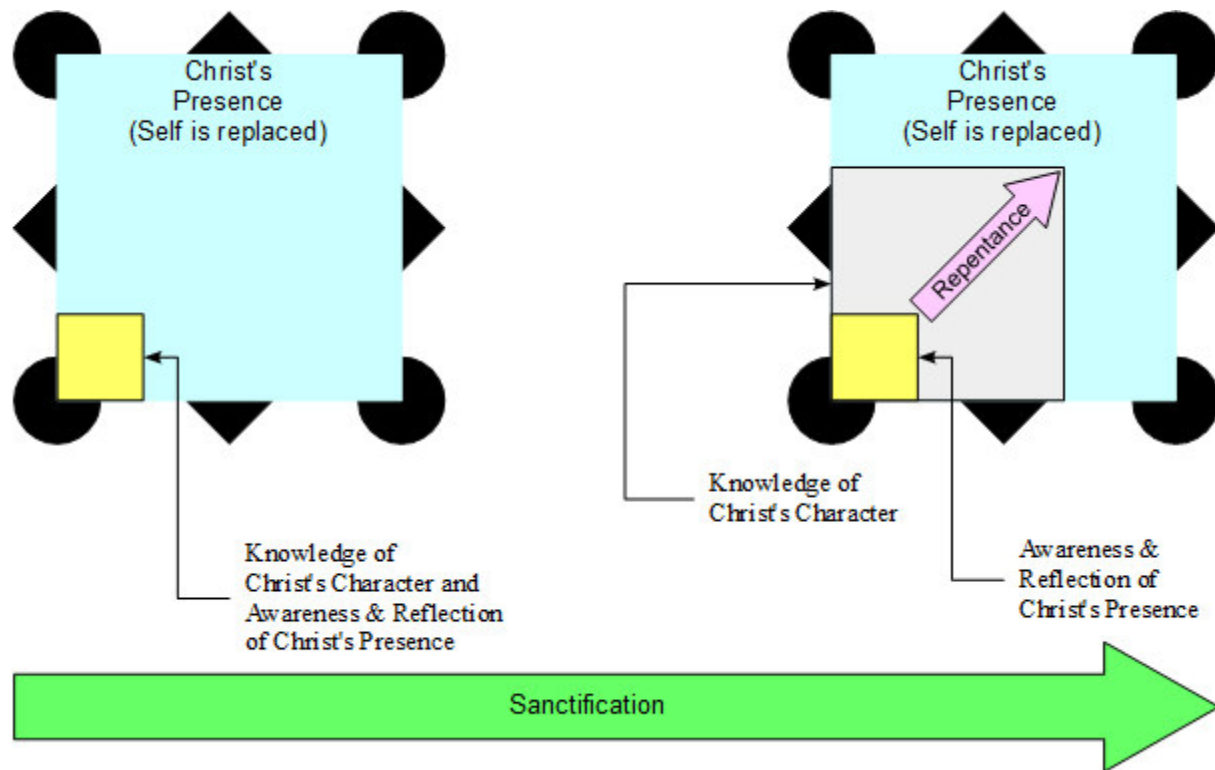 Christ's
Presence
(Self is replaced)
Christ's
Presence
(Self is replaced)
Repentance
Knowledge of
Christ's Character
Knowledge of
Christ's Character and
Awareness & Reflection
of Christ's Presence
Awareness &
Reflection of
Christ's Presence
Sanctification